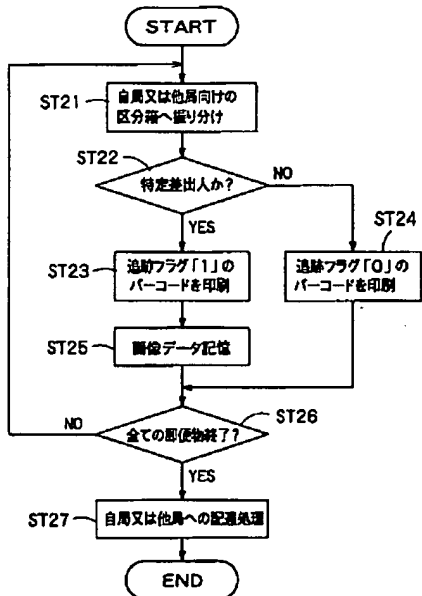 START
ST21
自局又は他局向けの
区分箱へ振り分け
ST22
特定差出人か?
NO
YES
ST24
ST23
追跡フラグ「1」の
バーコードを印刷
追跡フラグ「0」の
バーコードを印刷
ST25
画像データ記憶
NO
全ての郵便物終了?
ST26
YES
ST27
自局又は他局への配達処理
END